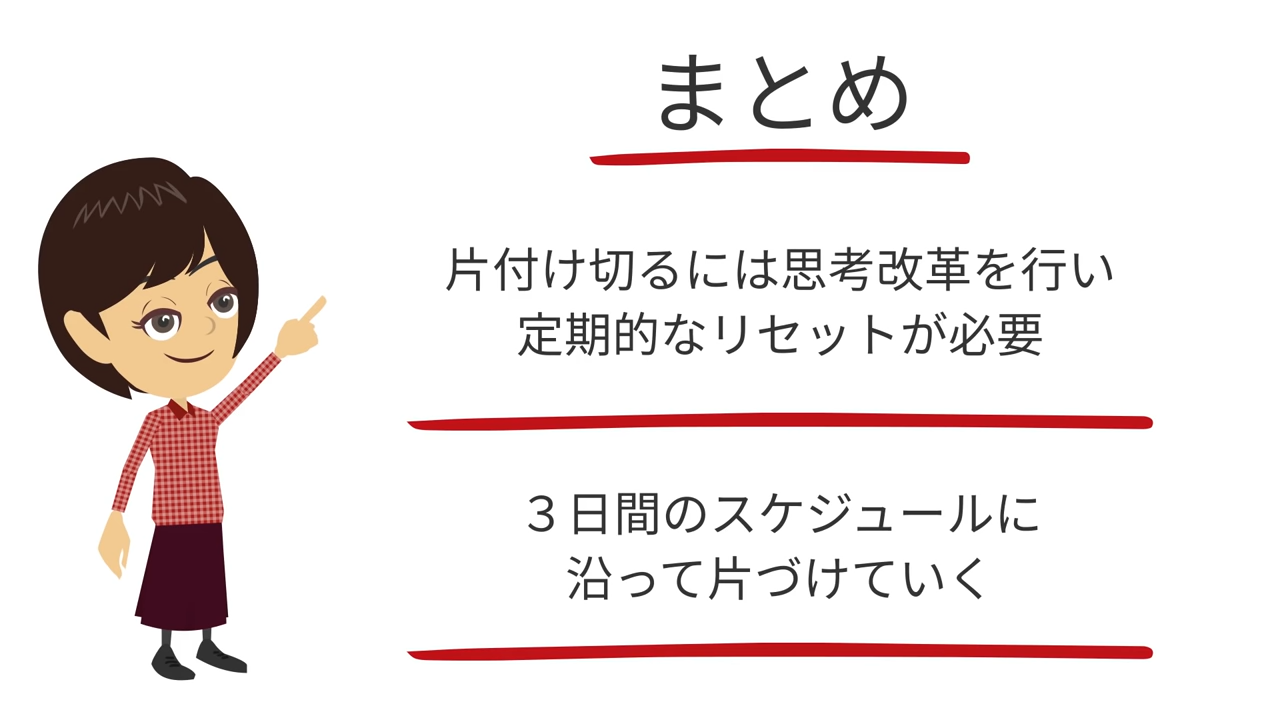 まとめ
片付け切るには思考改革を行い
定期的なリセットが必要
３日間のスケジュールに
沿って片づけていく